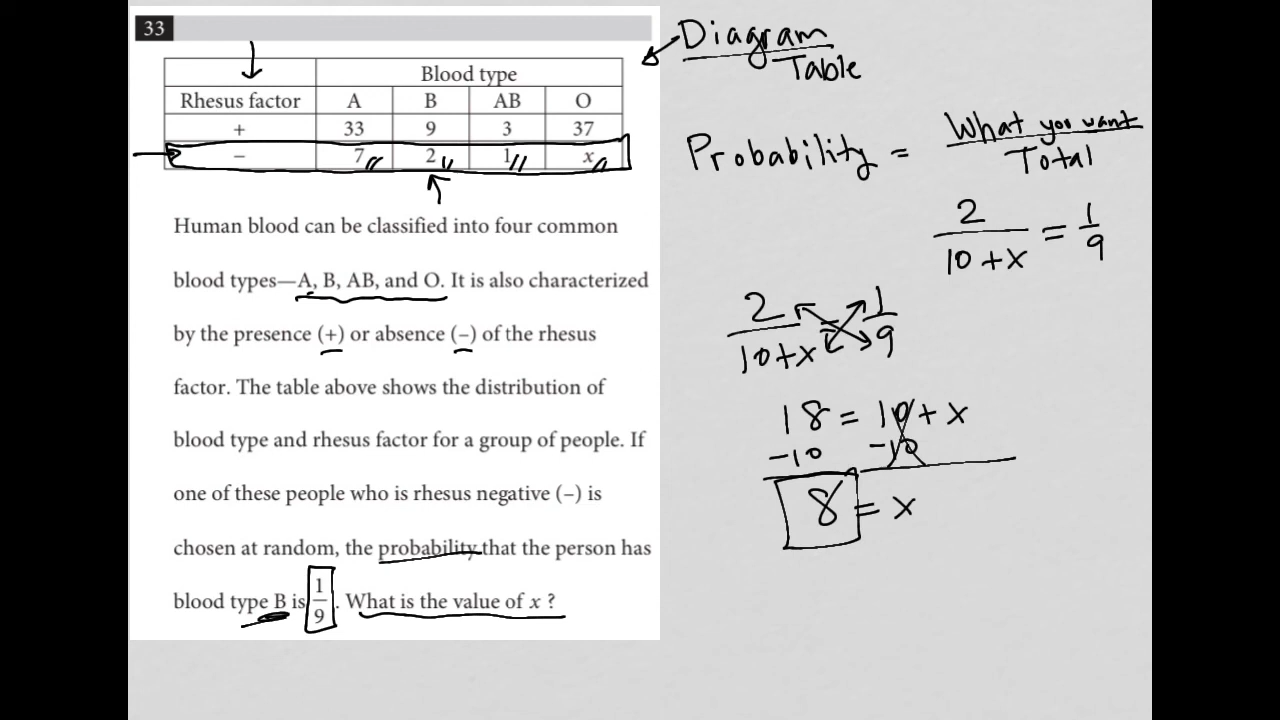 33
Blood type
Rhesus factor A B AB O
+ 33 9 3 37
– 7 2 1 x
Human blood can be classified into four common
blood types—A, B, AB, and O. It is also characterized
by the presence (+) or absence (–) of the rhesus
factor. The table above shows the distribution of
blood type and rhesus factor for a group of people. If
one of these people who is rhesus negative (–) is
chosen at random, the probability that the person has
blood type B is 1/9. What is the value of x ?
Diagram
Table
Probability = What you want / Total
2 / 10 + x = 1 / 9
2 / 10 + x = 1 / 9
18 = 10 + x
-10 -10
8 = x